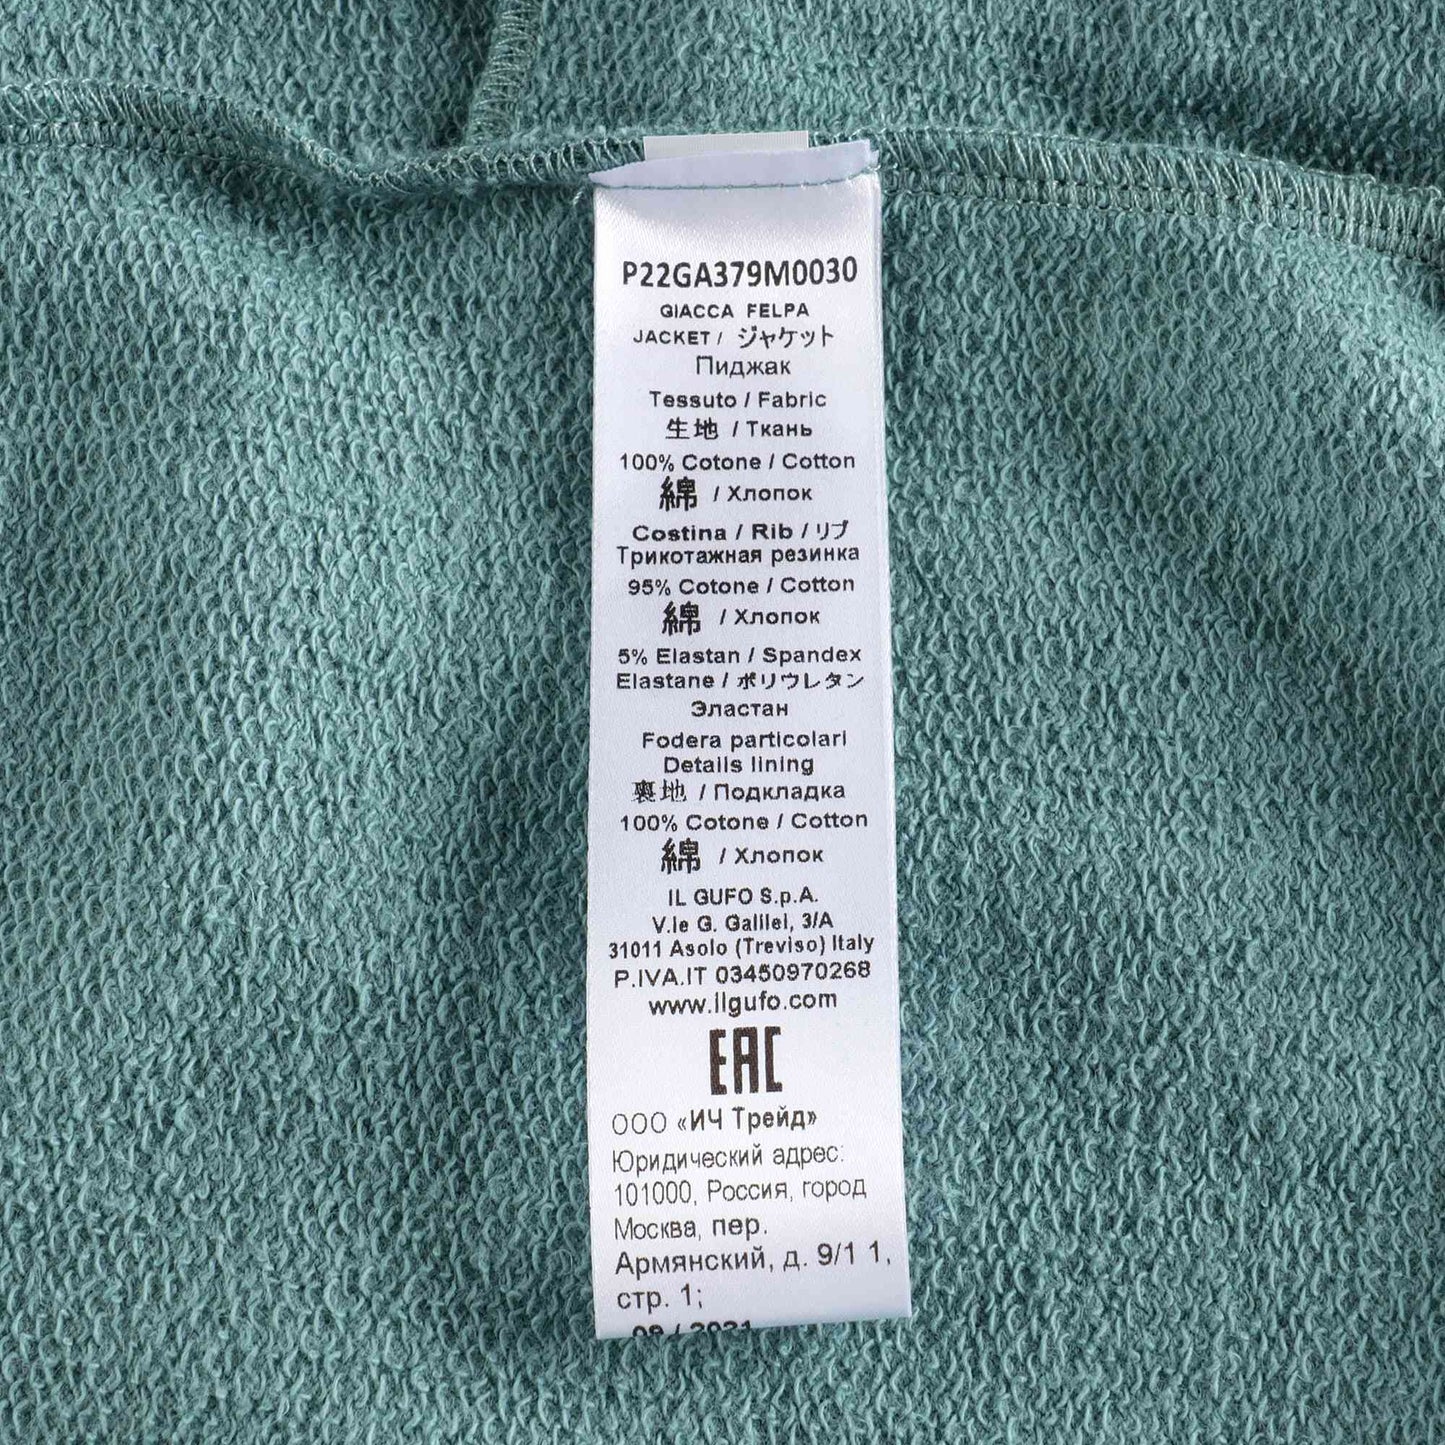 P22GA379M0030
GIACCA FELPA
JACKET / ジャケット
Пиджак
Tessuto / Fabric
生地 / Ткань
100% Cotone / Cotton
綿 / Хлопок
Costina / Rib / リブ
Трикотажная резинка
95% Cotone / Cotton
綿 / Хлопок
5% Elastan / Spandex
Elastane / ポリウレタン
Эластан
Fodera particolari
Details lining
裏地 / Подкладка
100% Cotone / Cotton
綿 / Хлопок
IL GUFO S.p.A.
V.le G. Galilei, 3/A
31011 Asolo (Treviso) Italy
P.IVA.IT 03450970268
www.ilgufo.com
EAC
ООО «ИЧ Трейд»
Юридический адрес:
101000, Россия, город
Москва, пер.
Армянский, д. 9/1 1,
стр. 1;
09 / 2021